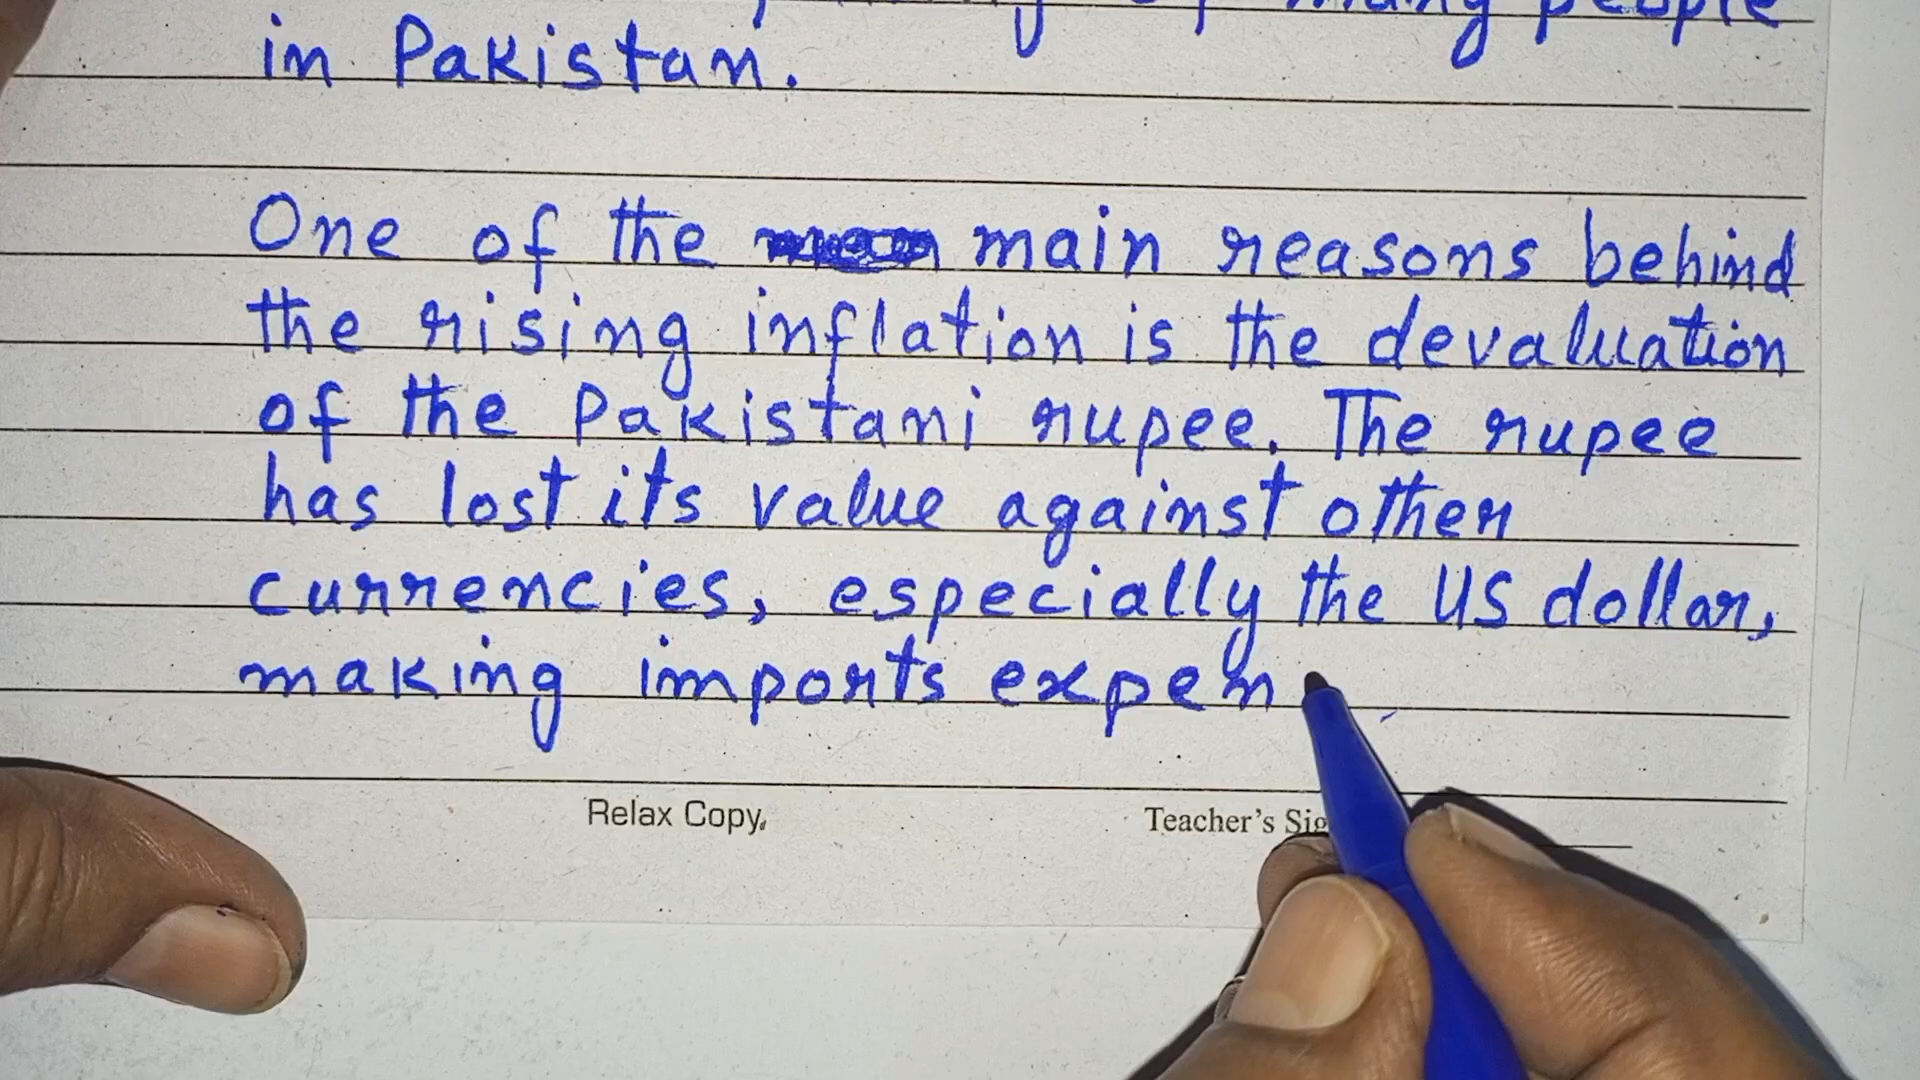 many people
in Pakistan.
One of the main reasons behind
the rising inflation is the devaluation
of the Pakistani rupee. The rupee
has lost its value against other
currencies, especially the US dollar,
making imports expen
Relax Copy
Teacher's Sig